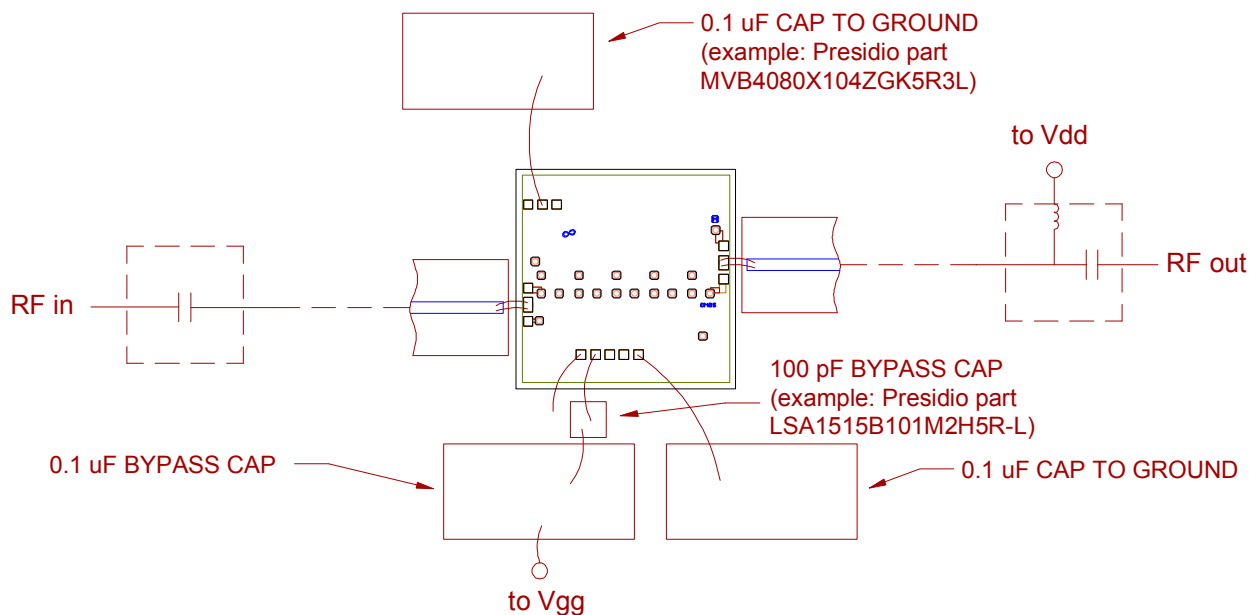 0.1 uF CAP TO GROUND
(example: Presidio part
MVB4080X104ZGK5R3L)
to Vdd
RF in
RF out
100 pF BYPASS CAP
(example: Presidio part
LSA1515B101M2H5R-L)
0.1 uF BYPASS CAP
0.1 uF CAP TO GROUND
to Vgg